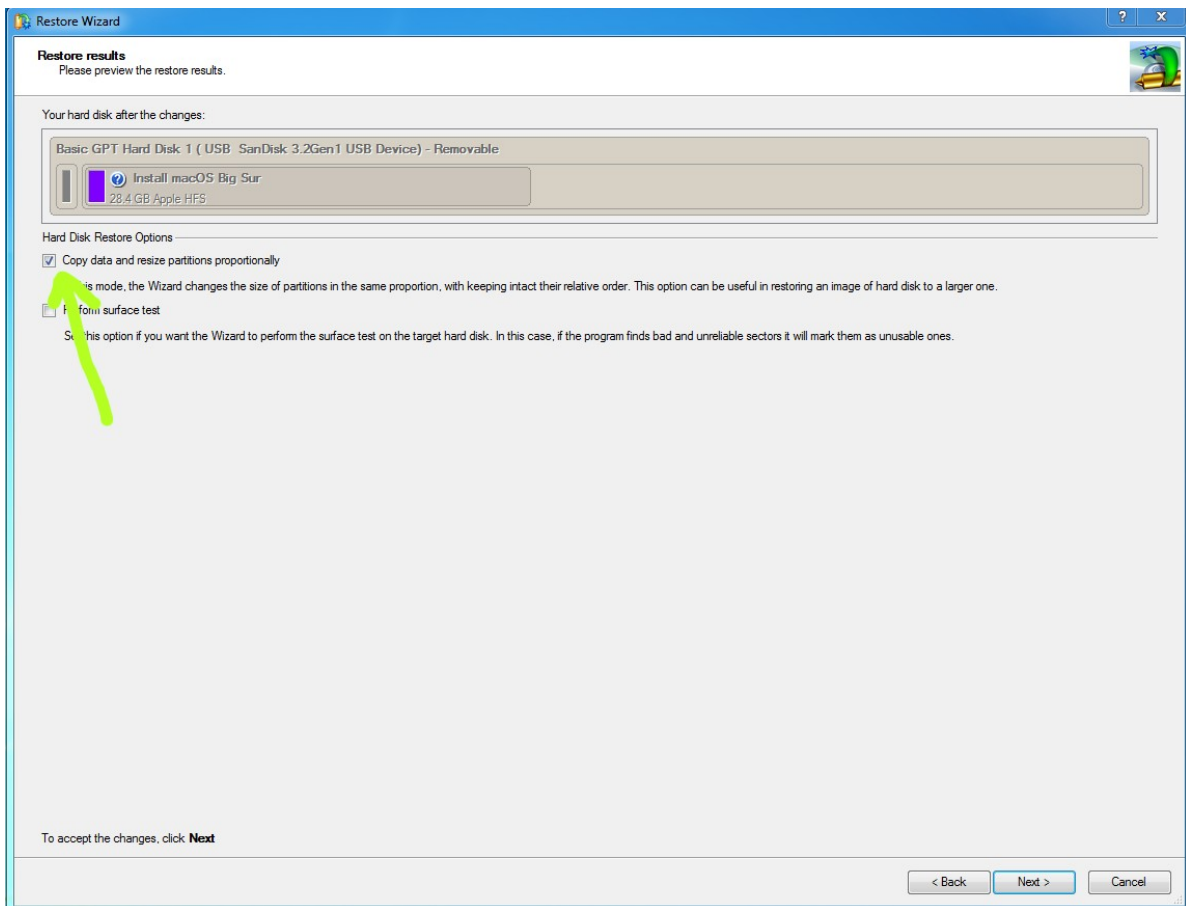 Restore Wizard
Restore results
Please preview the restore results.
Your hard disk after the changes:
Basic GPT Hard Disk 1 ( USB SanDisk 3.2Gen1 USB Device) - Removable
Install macOS Big Sur
28.4 GB Apple HFS
Hard Disk Restore Options
Copy data and resize partitions proportionally
is mode, the Wizard changes the size of partitions in the same proportion, with keeping intact their relative order. This option can be useful in restoring an image of hard disk to a larger one.
form surface test
this option if you want the Wizard to perform the surface test on the target hard disk. In this case, if the program finds bad and unreliable sectors it will mark them as unusable ones.
To accept the changes, click Next
< Back Next > Cancel